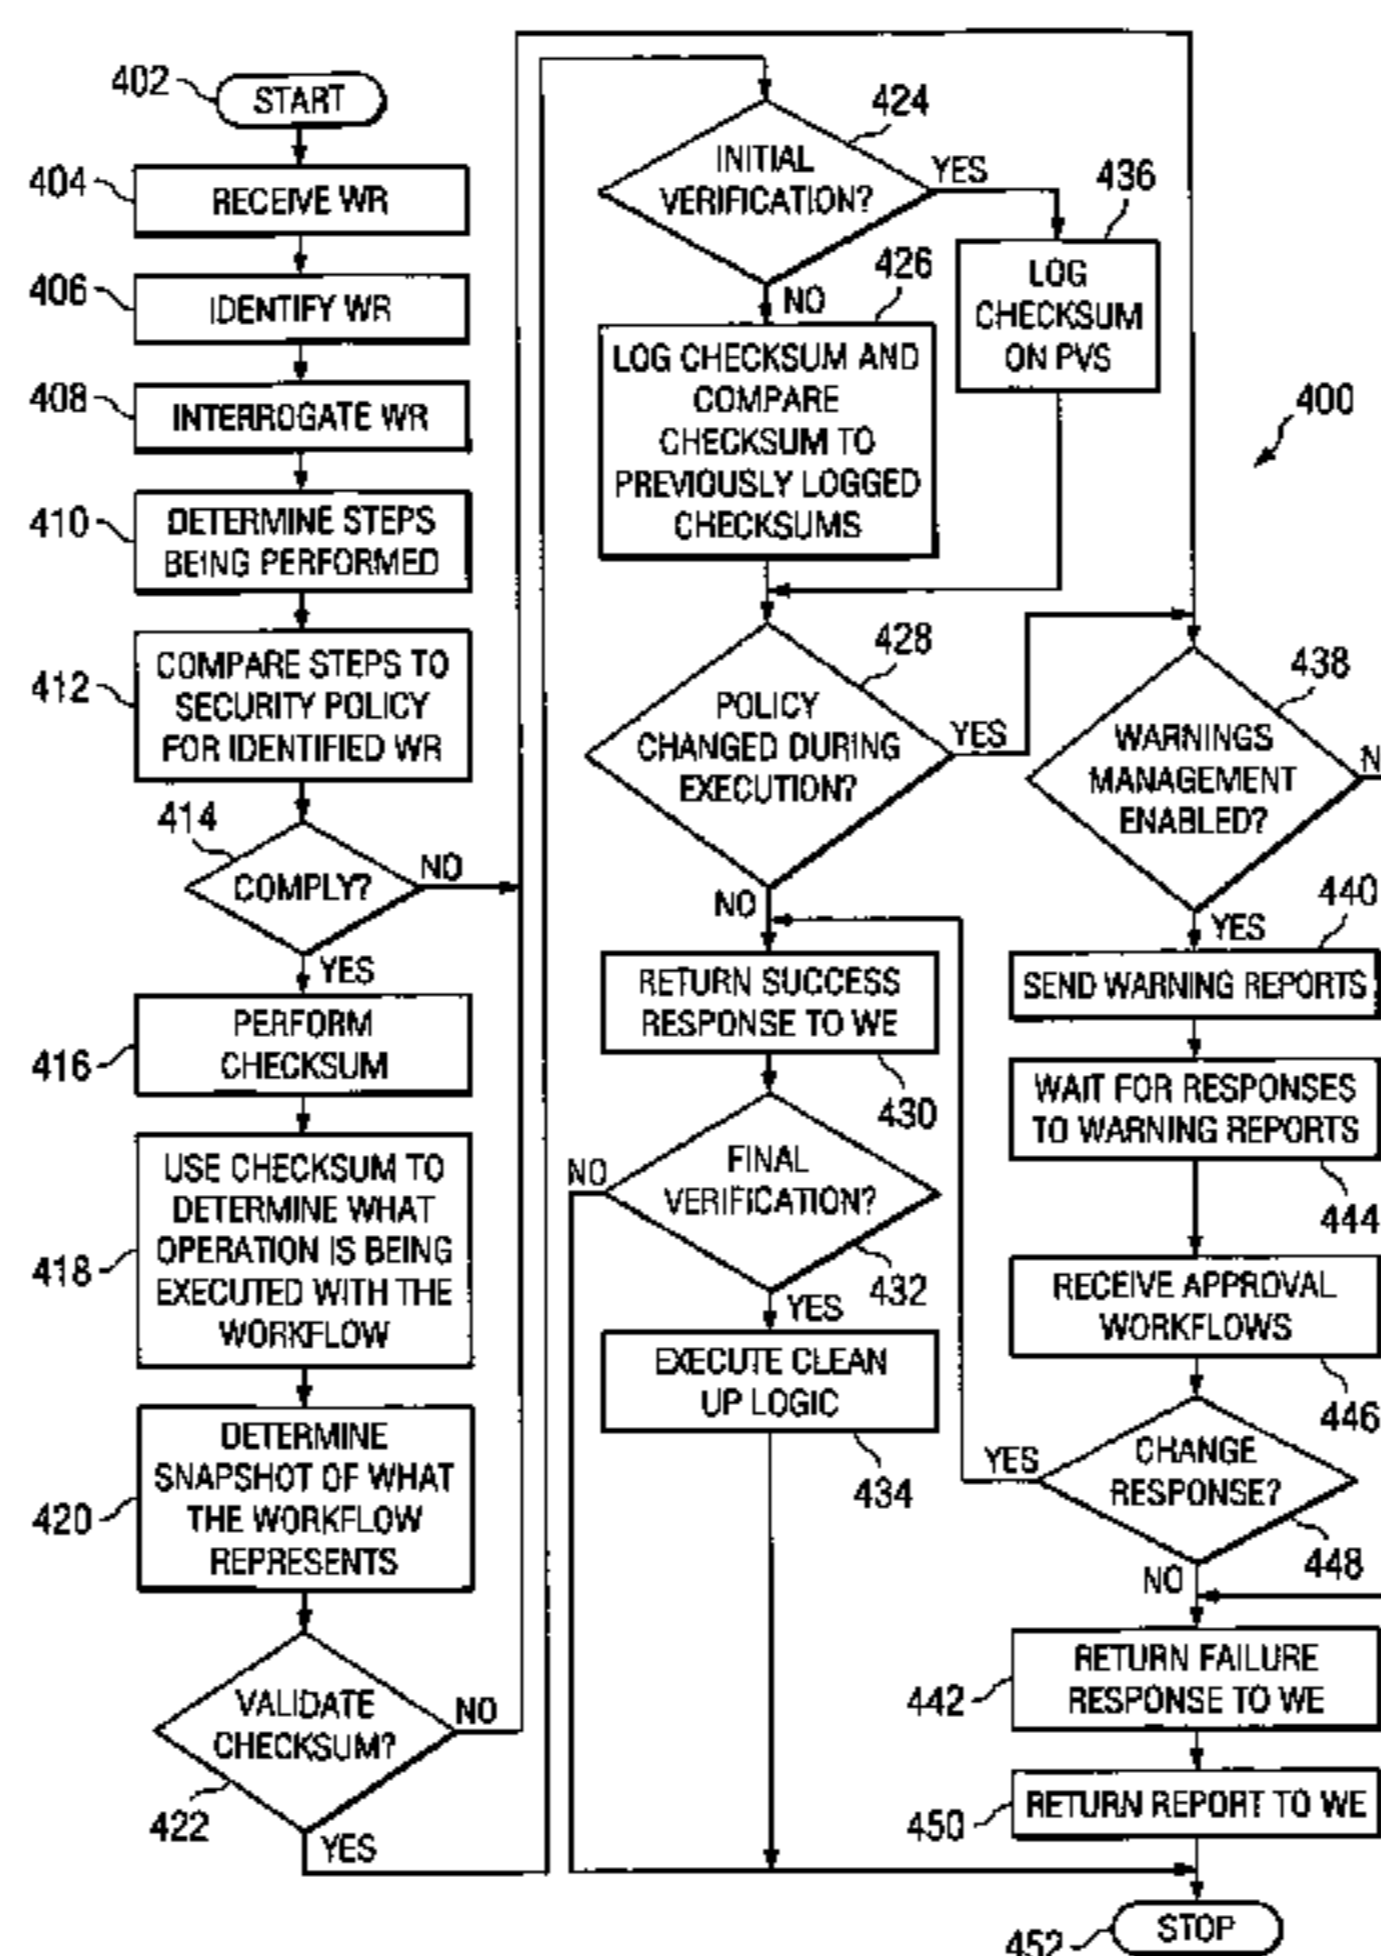 402
START
404
RECEIVE WR
406
IDENTIFY WR
408
INTERROGATE WR
410
DETERMINE STEPS
BEING PERFORMED
412
COMPARE STEPS TO
SECURITY POLICY
FOR IDENTIFIED WR
414
COMPLY?
NO
YES
416
PERFORM
CHECKSUM
418
USE CHECKSUM TO
DETERMINE WHAT
OPERATION IS BEING
EXECUTED WITH THE
WORKFLOW
420
DETERMINE
SNAPSHOT OF WHAT
THE WORKFLOW
REPRESENTS
VALIDATE
CHECKSUM?
NO
422
YES
424
INITIAL
VERIFICATION?
YES
NO
436
LOG
CHECKSUM
ON PVS
426
LOG CHECKSUM AND
COMPARE
CHECKSUM TO
PREVIOUSLY LOGGED
CHECKSUMS
428
POLICY
CHANGED DURING
EXECUTION?
YES
NO
RETURN SUCCESS
RESPONSE TO WE
430
FINAL
VERIFICATION?
NO
432
YES
EXECUTE CLEAN
UP LOGIC
434
400
438
WARNINGS
MANAGEMENT
ENABLED?
N
YES
440
SEND WARNING REPORTS
WAIT FOR RESPONSES
TO WARNING REPORTS
444
RECEIVE APPROVAL
WORKFLOWS
446
CHANGE
RESPONSE?
YES
448
NO
442
RETURN FAILURE
RESPONSE TO WE
450
RETURN REPORT TO WE
452
STOP